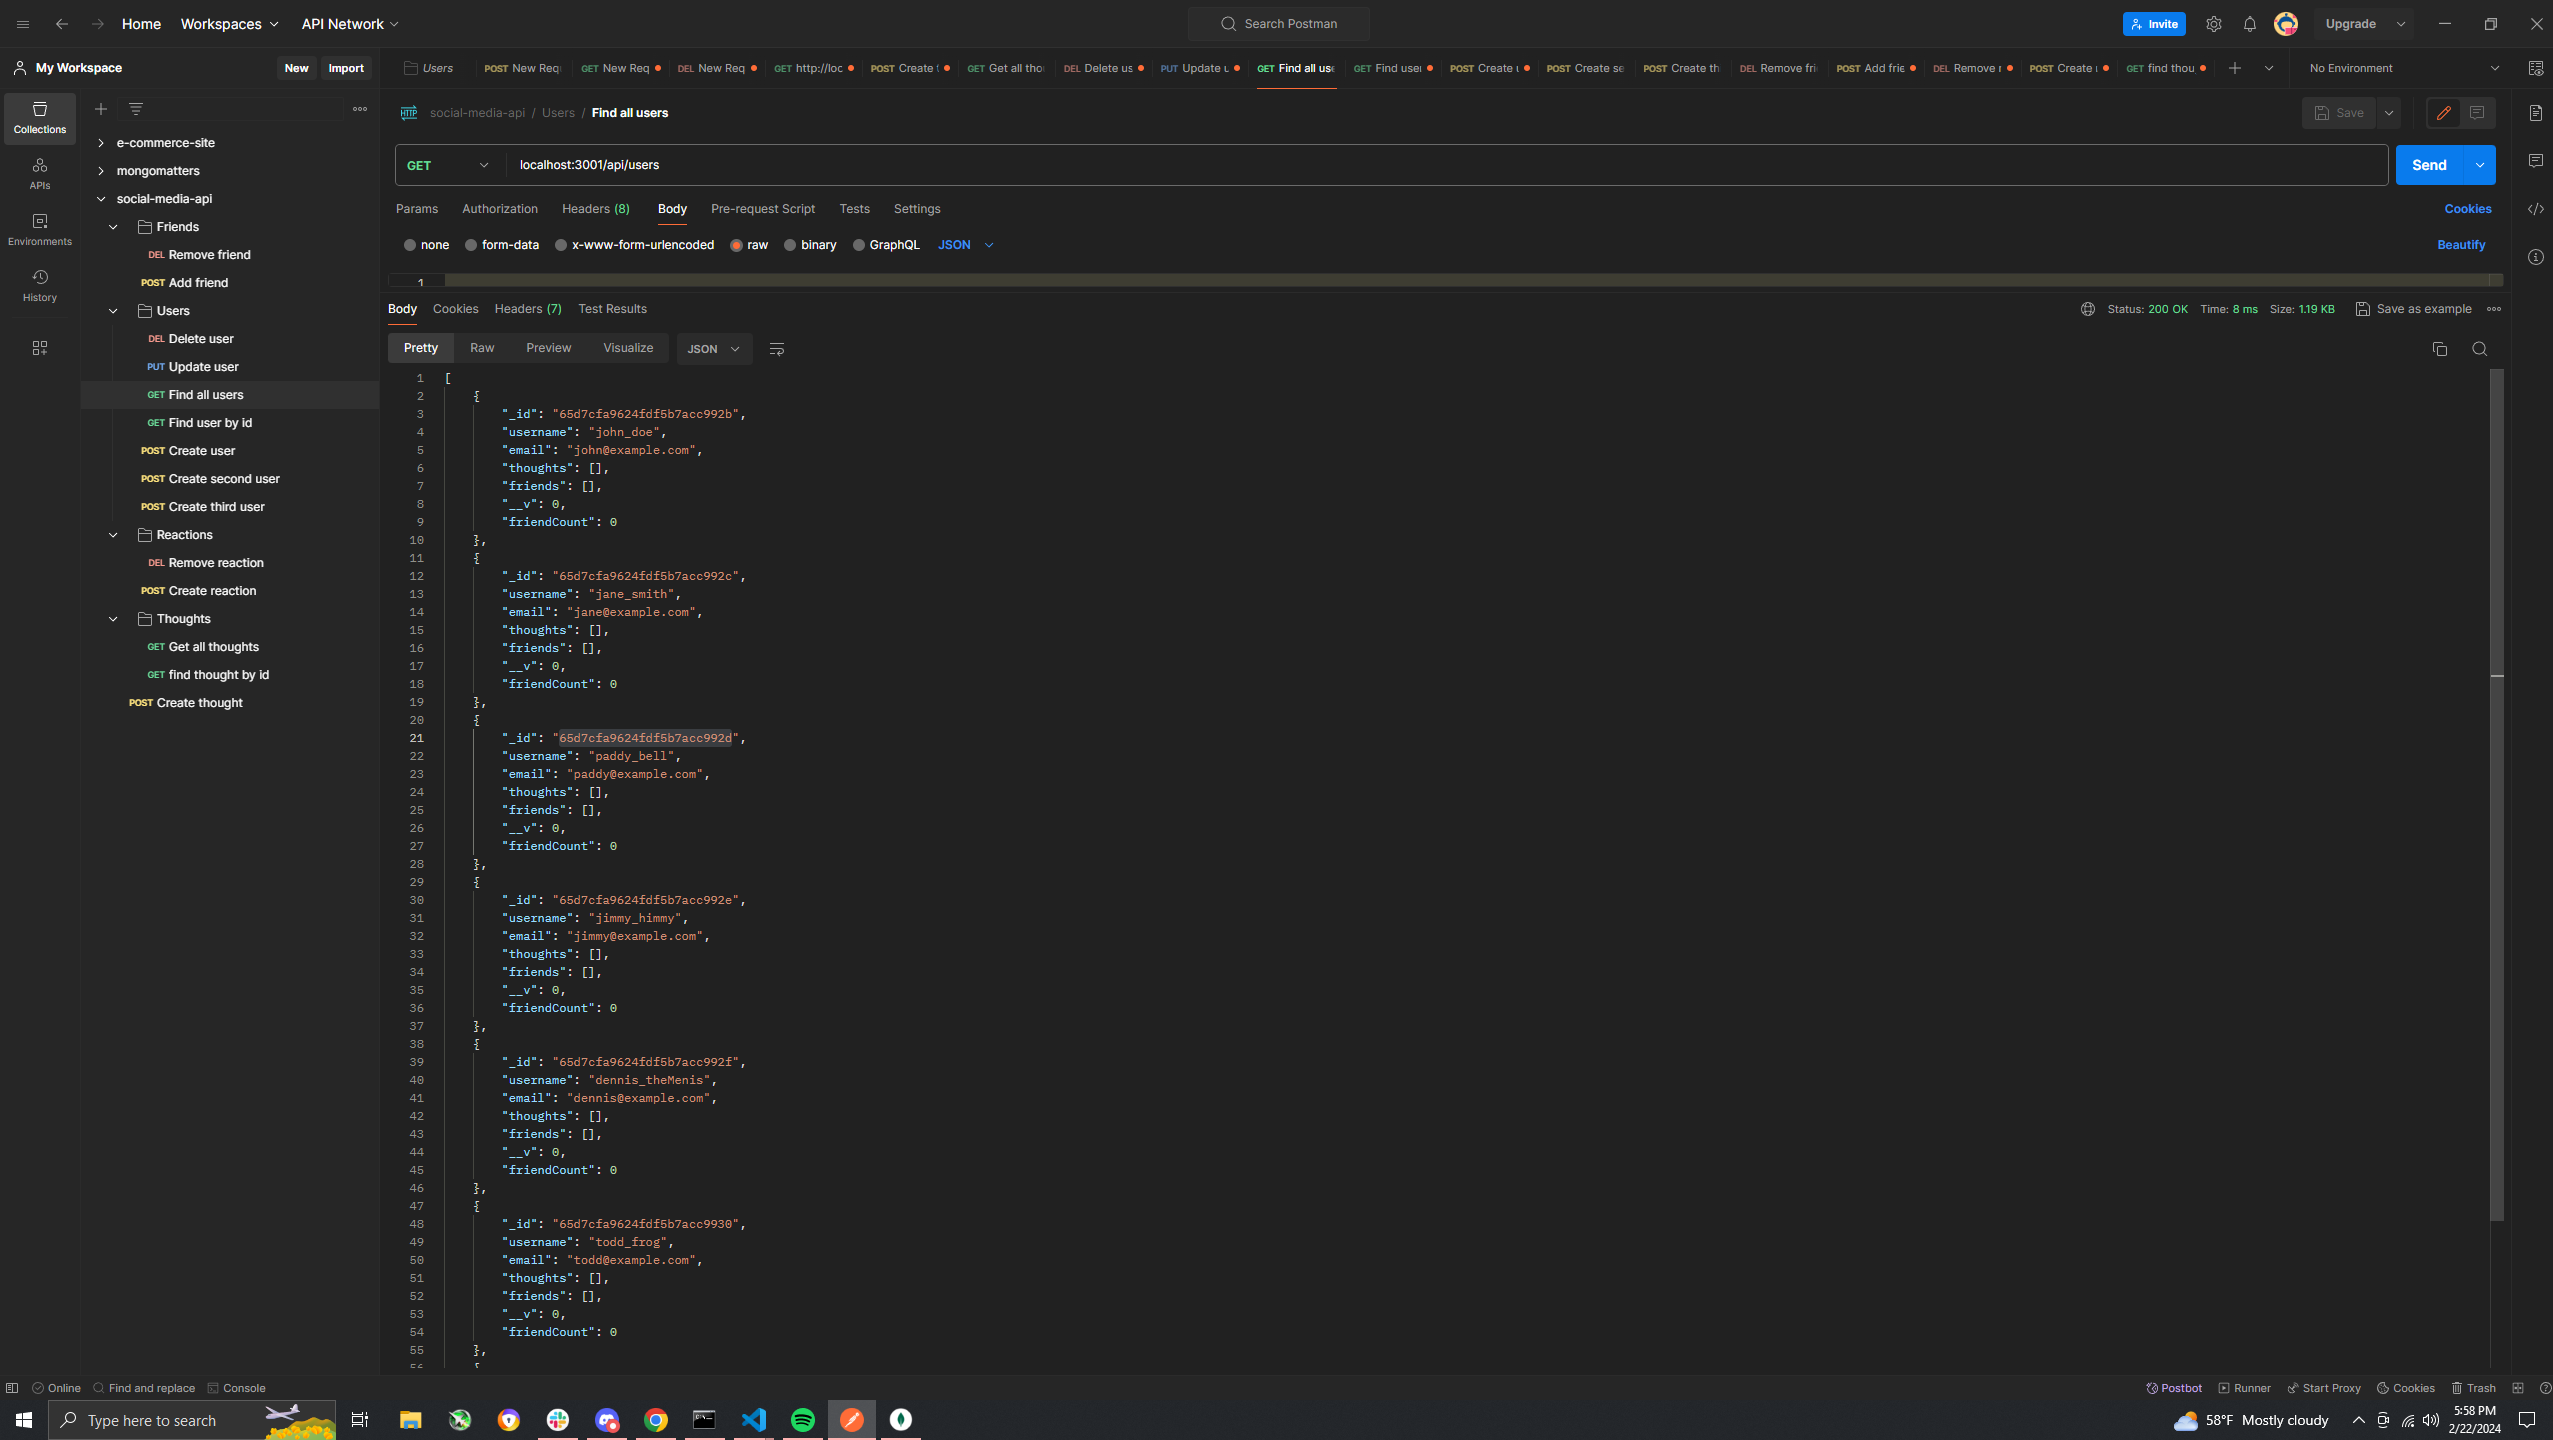 Home Workspaces API Network Search Postman Invite Upgrade
My Workspace New Import Users POST New Req GET New Req DEL New Req GET http://loc POST Create GET Get all tho DEL Delete us PUT Update u GET Find all use GET Find user POST Create u POST Create se POST Create th DEL Remove fri POST Add frie DEL Remove r POST Create GET find thou No Environment
Collections
APIs
Environments
History
e-commerce-site
mongomatters
social-media-api
Friends
DEL Remove friend
POST Add friend
Users
DEL Delete user
PUT Update user
GET Find all users
GET Find user by id
POST Create user
POST Create second user
POST Create third user
Reactions
DEL Remove reaction
POST Create reaction
Thoughts
GET Get all thoughts
GET find thought by id
POST Create thought
HTTP social-media-api / Users / Find all users Save
GET localhost:3001/api/users Send
Params Authorization Headers (8) Body Pre-request Script Tests Settings Cookies
none form-data x-www-form-urlencoded raw binary GraphQL JSON Beautify
1
Body Cookies Headers (7) Test Results Status: 200 OK Time: 8 ms Size: 1.19 KB Save as example
Pretty Raw Preview Visualize JSON
1 [
2 {
3 "_id": "65d7cfa9624fdf5b7acc992b",
4 "username": "john_doe",
5 "email": "john@example.com",
6 "thoughts": [],
7 "friends": [],
8 "__v": 0,
9 "friendCount": 0
10 },
11 {
12 "_id": "65d7cfa9624fdf5b7acc992c",
13 "username": "jane_smith",
14 "email": "jane@example.com",
15 "thoughts": [],
16 "friends": [],
17 "__v": 0,
18 "friendCount": 0
19 },
20 {
21 "_id": "65d7cfa9624fdf5b7acc992d",
22 "username": "paddy_bell",
23 "email": "paddy@example.com",
24 "thoughts": [],
25 "friends": [],
26 "__v": 0,
27 "friendCount": 0
28 },
29 {
30 "_id": "65d7cfa9624fdf5b7acc992e",
31 "username": "jimmy_himmy",
32 "email": "jimmy@example.com",
33 "thoughts": [],
34 "friends": [],
35 "__v": 0,
36 "friendCount": 0
37 },
38 {
39 "_id": "65d7cfa9624fdf5b7acc992f",
40 "username": "dennis_theMenis",
41 "email": "dennis@example.com",
42 "thoughts": [],
43 "friends": [],
44 "__v": 0,
45 "friendCount": 0
46 },
47 {
48 "_id": "65d7cfa9624fdf5b7acc9930",
49 "username": "todd_frog",
50 "email": "todd@example.com",
51 "thoughts": [],
52 "friends": [],
53 "__v": 0,
54 "friendCount": 0
55 },
56 {
Online Find and replace Console Postbot Runner Start Proxy Cookies Trash
Type here to search 58°F Mostly cloudy 5:58 PM
2/22/2024